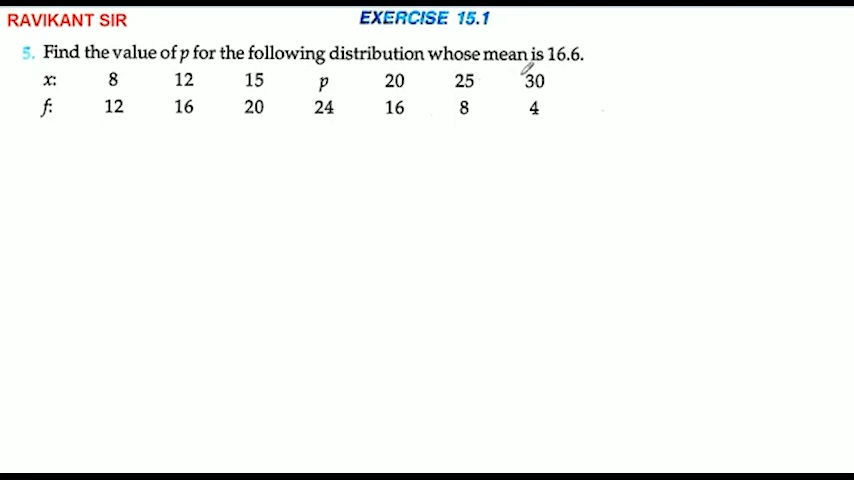 RAVIKANT SIR
EXERCISE 15.1
5. Find the value of p for the following distribution whose mean is 16.6.
x: 8 12 15 p 20 25 30
f: 12 16 20 24 16 8 4